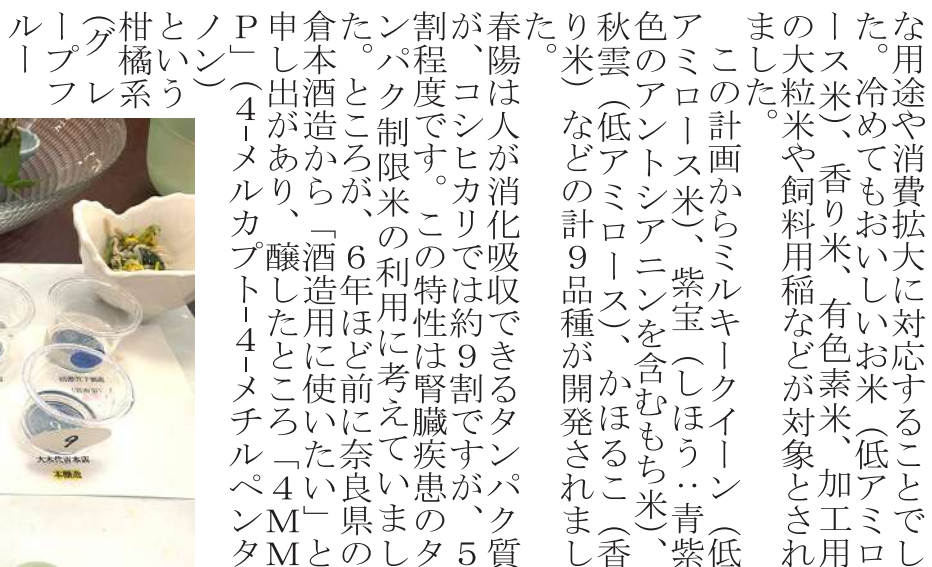 な用途や消費拡大に対応することでし
た。冷めてもおいしいお米（低アミロ
ース米）、香り米、有色素米、加工用
の大粒米や飼料用稲などが対象とされ
ました。
この計画からミルキークイーン（低
アミロース米）、紫宝（しほう：青紫
色のアントシアニンを含むもち米）、
秋雲（低アミロース）、かほるこ（香
り米）などの計９品種が開発されまし
た。
春陽は人が消化吸収できるタンパク質
が、コシヒカリでは約９割ですが、５
割程度です。この特性は腎臓疾患のタ
ンパク制限米の利用に考えていまし
た。ところが、６年ほど前に奈良県の
倉本酒造から「酒造用に使いたい」と
申し出があり、醸したところ「４ＭＭ
Ｐ」（4-メルカプト-4-メチルペンタ
ノン）
という
柑橘系
（グレ
ープフ
ルー
9
大木代吉本店
本醸造